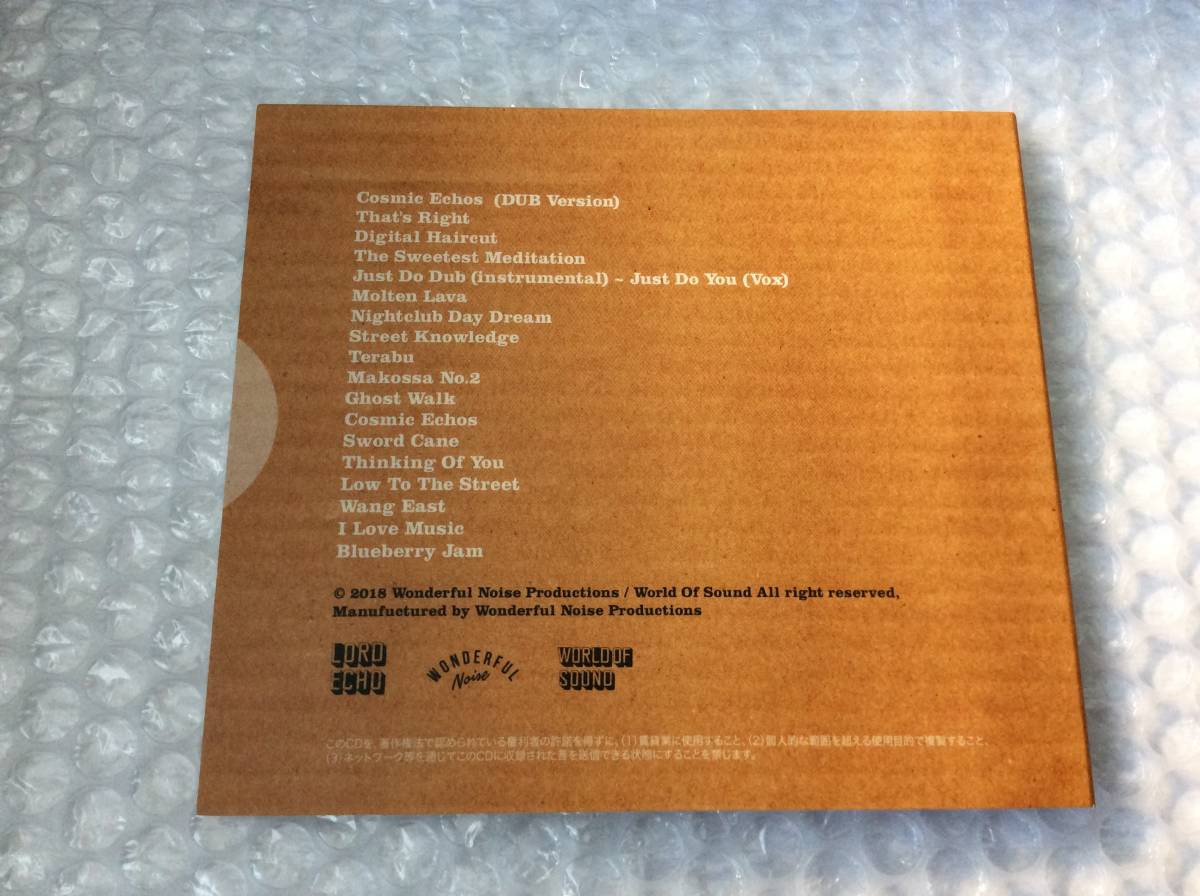 Cosmic Echos (DUB Version)
That's Right
Digital Haircut
The Sweetest Meditation
Just Do Dub (instrumental) ~ Just Do You (Vox)
Molten Lava
Nightclub Day Dream
Street Knowledge
Terabu
Makossa No.2
Ghost Walk
Cosmic Echos
Sword Cane
Thinking Of You
Low To The Street
Wang East
I Love Music
Blueberry Jam
© 2018 Wonderful Noise Productions / World Of Sound All right reserved,
Manufuctured by Wonderful Noise Productions
LORD
ECHO
WONDERFUL
Noise
WORLD OF
SOUND
このCDを、著作権法で認められている権利者の許諾を得ずに、(1)賃貸業に使用すること、(2)個人的な範囲を超える使用目的で複製すること、
(3)ネットワーク等を通じてこのCDに収録された音を送信できる状態にすることを禁じます。